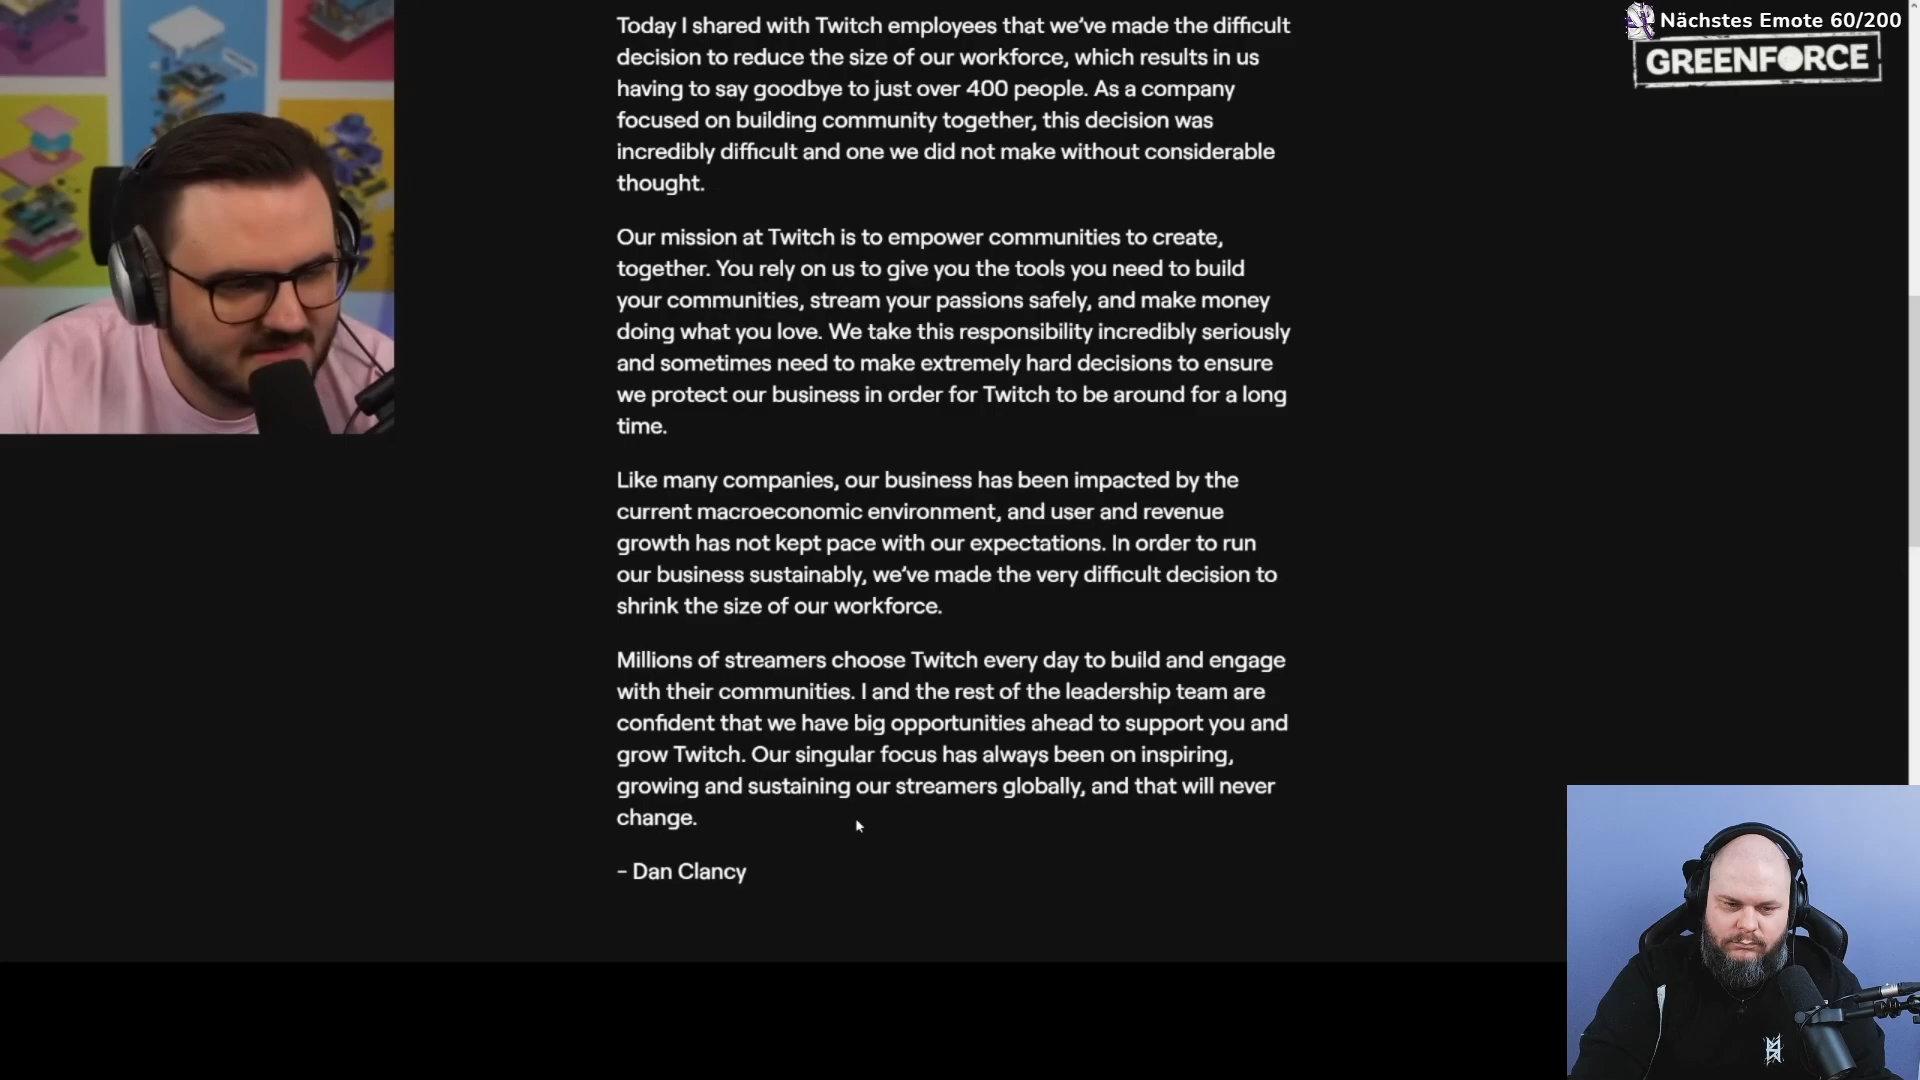 Nächstes Emote 60/200
GREENFORCE
Today I shared with Twitch employees that we’ve made the difficult
decision to reduce the size of our workforce, which results in us
having to say goodbye to just over 400 people. As a company
focused on building community together, this decision was
incredibly difficult and one we did not make without considerable
thought.
Our mission at Twitch is to empower communities to create,
together. You rely on us to give you the tools you need to build
your communities, stream your passions safely, and make money
doing what you love. We take this responsibility incredibly seriously
and sometimes need to make extremely hard decisions to ensure
we protect our business in order for Twitch to be around for a long
time.
Like many companies, our business has been impacted by the
current macroeconomic environment, and user and revenue
growth has not kept pace with our expectations. In order to run
our business sustainably, we’ve made the very difficult decision to
shrink the size of our workforce.
Millions of streamers choose Twitch every day to build and engage
with their communities. I and the rest of the leadership team are
confident that we have big opportunities ahead to support you and
grow Twitch. Our singular focus has always been on inspiring,
growing and sustaining our streamers globally, and that will never
change.
– Dan Clancy